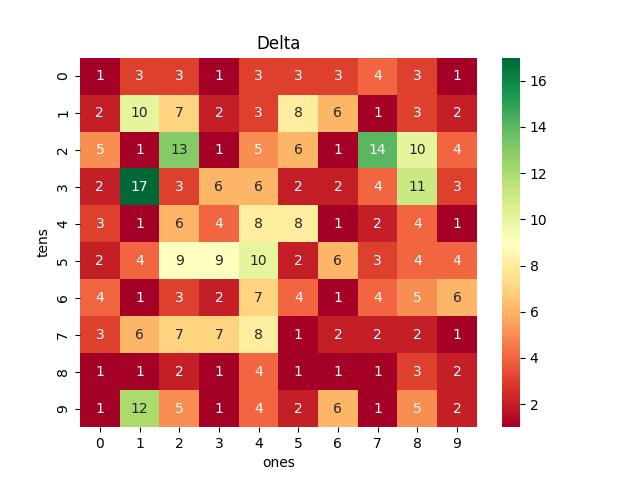 Delta
0 1 3 3 1 3 3 3 4 3 1
1 2 10 7 2 3 8 6 1 3 2
2 5 1 13 1 5 6 1 14 10 4
3 2 17 3 6 6 2 2 4 11 3
4 3 1 6 4 8 8 1 2 4 1
5 2 4 9 9 10 2 6 3 4 4
6 4 1 3 2 7 4 1 4 5 6
7 3 6 7 7 8 1 2 2 2 1
8 1 1 2 1 4 1 1 1 3 2
9 1 12 5 1 4 2 6 1 5 2
0 1 2 3 4 5 6 7 8 9
tens
ones
16
14
12
10
8
6
4
2